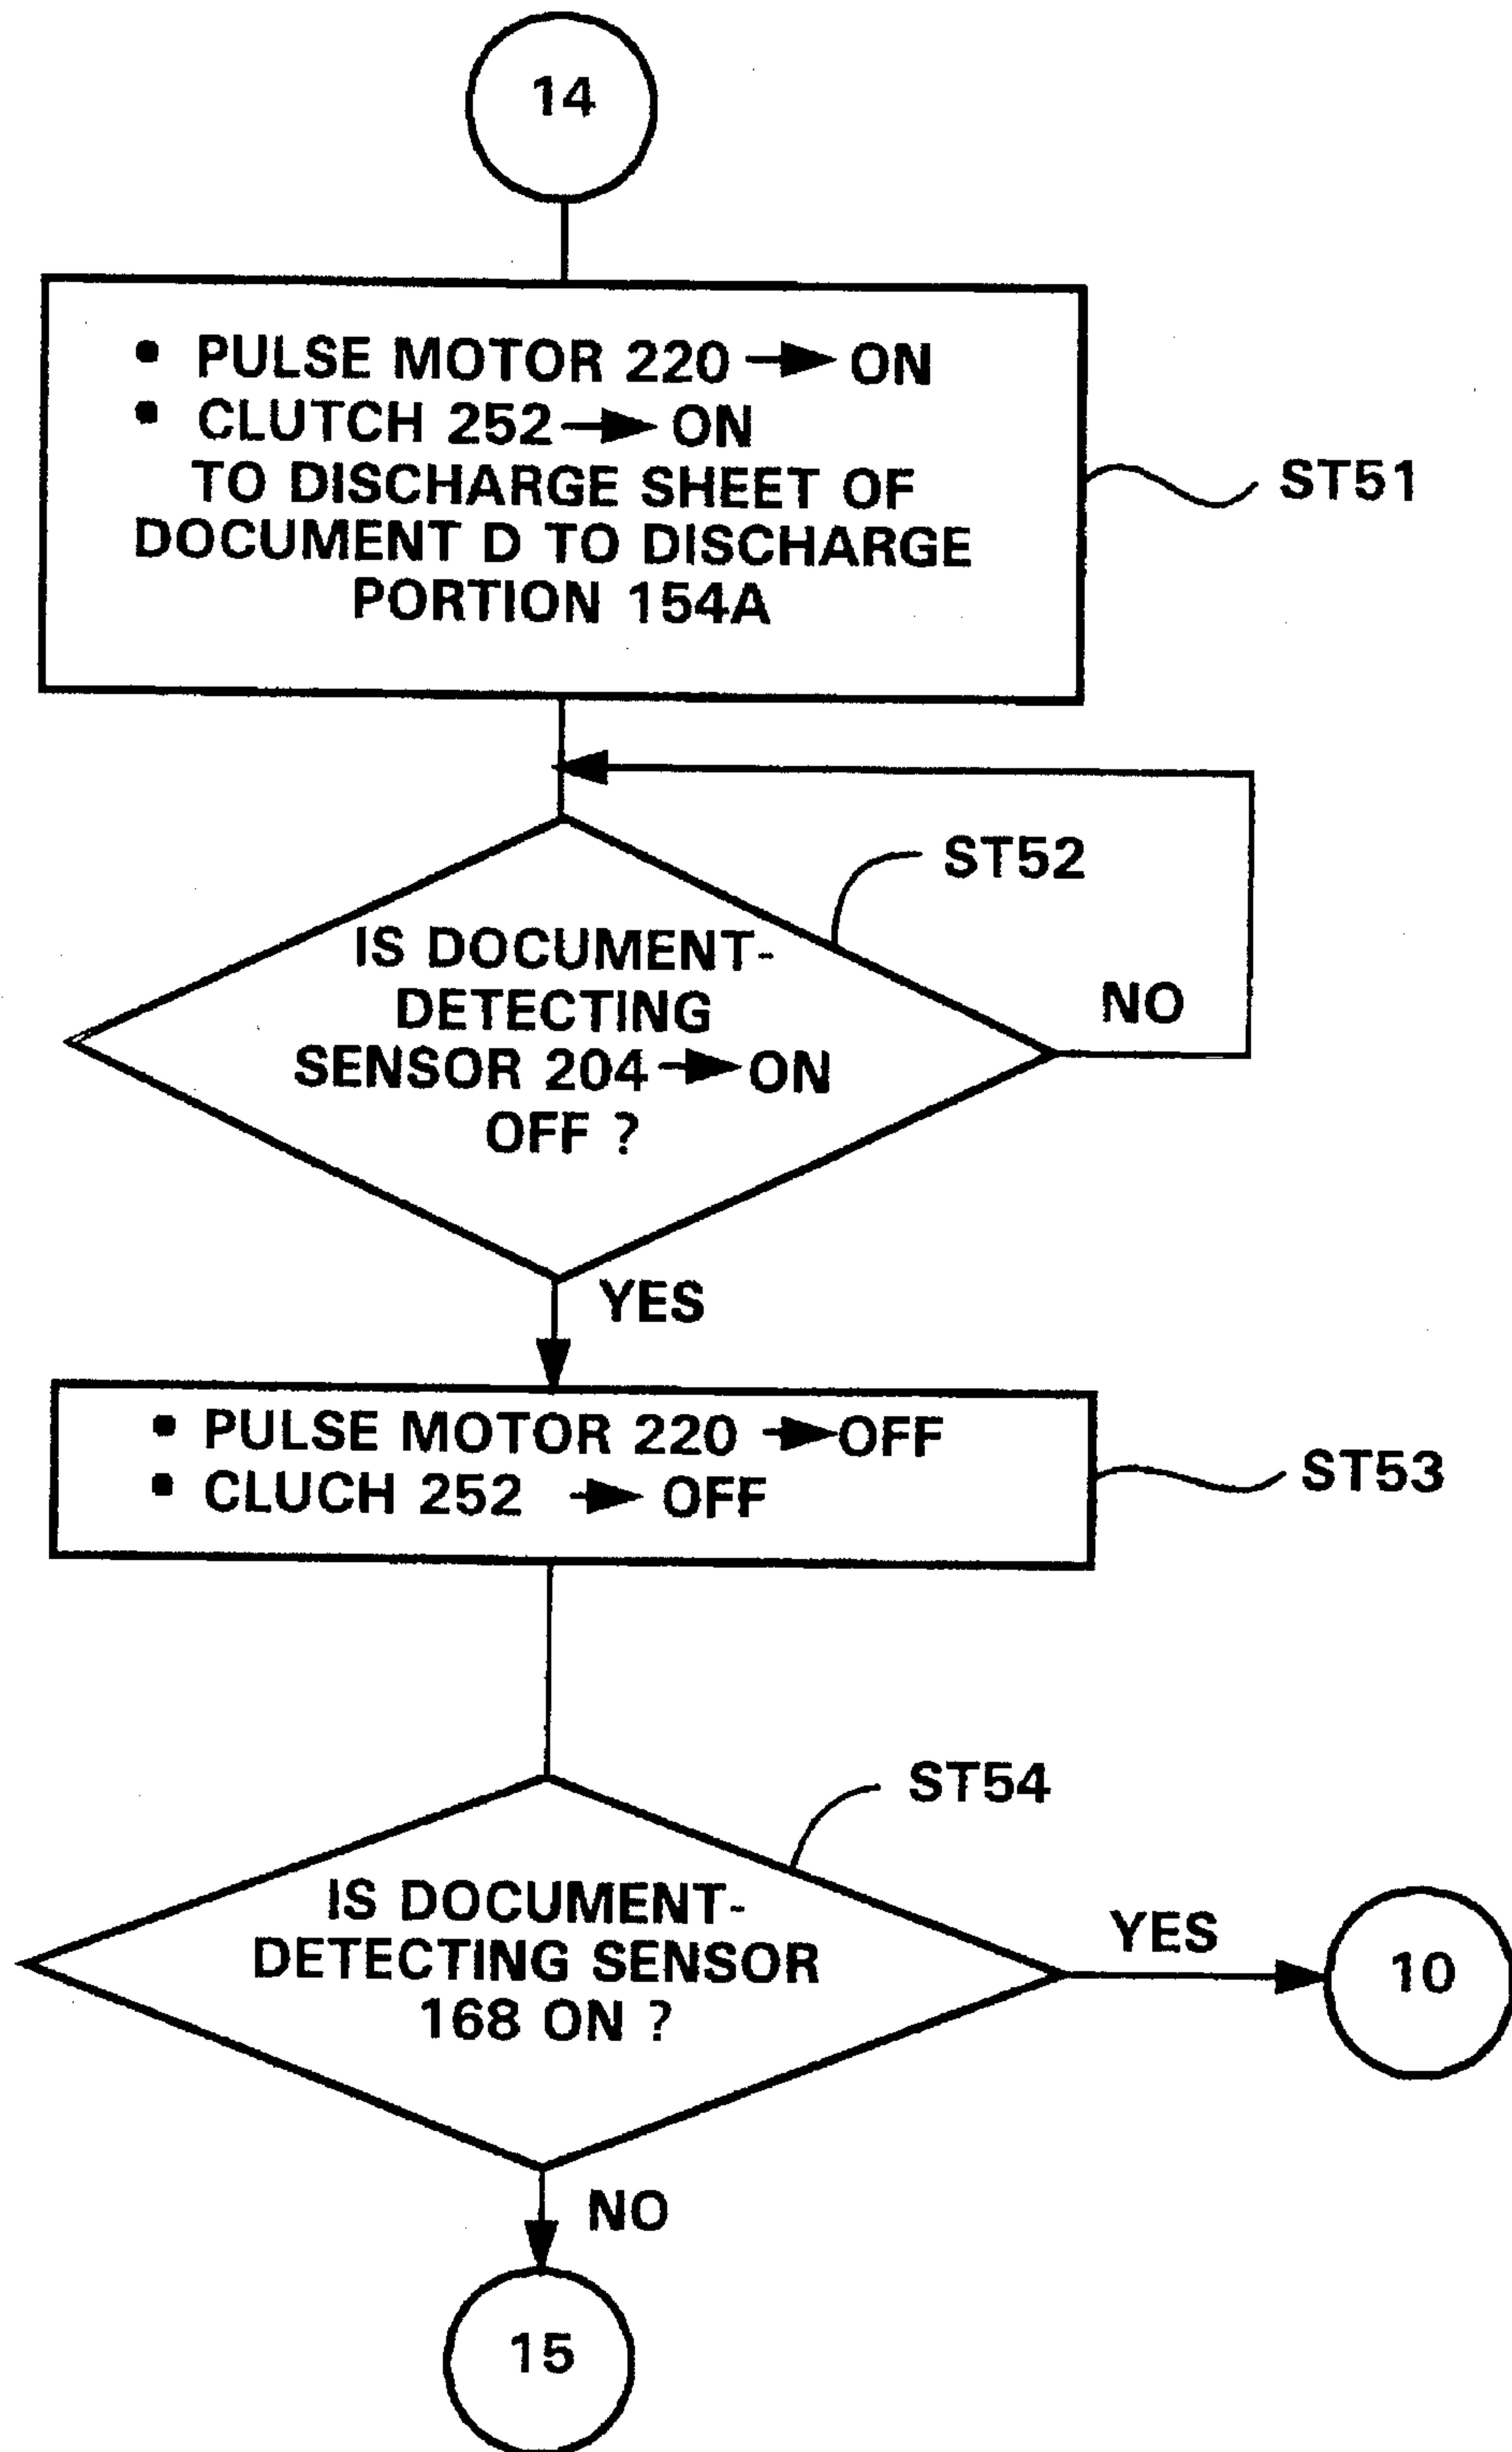 14
• PULSE MOTOR 220 → ON
• CLUTCH 252 → ON
TO DISCHARGE SHEET OF
DOCUMENT D TO DISCHARGE
PORTION 154A
ST51
ST52
IS DOCUMENT-
DETECTING
SENSOR 204 → ON
OFF ?
NO
YES
• PULSE MOTOR 220 → OFF
• CLUCH 252 → OFF
ST53
ST54
IS DOCUMENT-
DETECTING SENSOR
168 ON ?
YES
10
NO
15